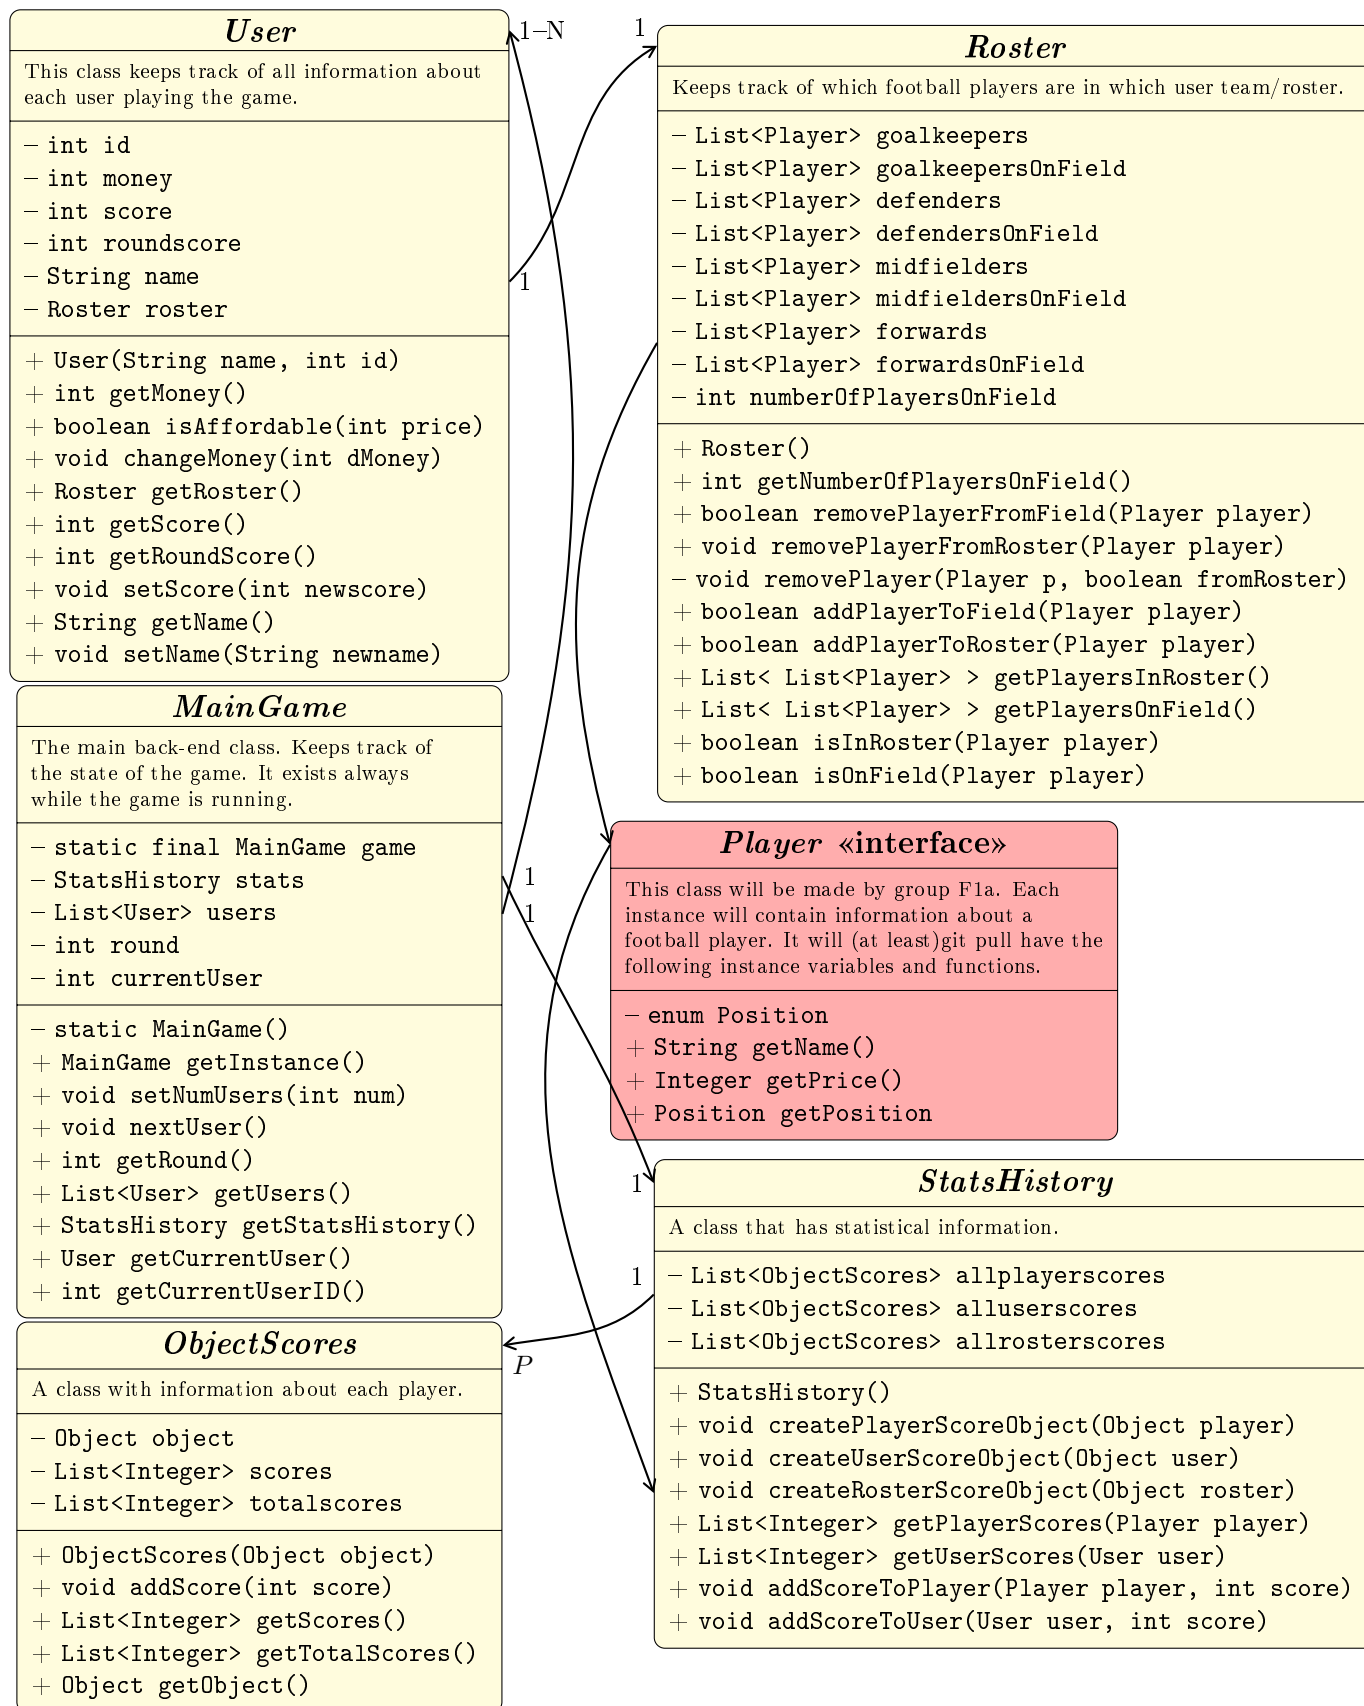 User
This class keeps track of all information about
each user playing the game.
– int id
– int money
– int score
– int roundscore
– String name
– Roster roster
+ User(String name, int id)
+ int getMoney()
+ boolean isAffordable(int price)
+ void changeMoney(int dMoney)
+ Roster getRoster()
+ int getScore()
+ int getRoundScore()
+ void setScore(int newscore)
+ String getName()
+ void setName(String newname)
1–N
1
1
Roster
Keeps track of which football players are in which user team/roster.
– List<Player> goalkeepers
– List<Player> goalkeepersOnField
– List<Player> defenders
– List<Player> defendersOnField
– List<Player> midfielders
– List<Player> midfieldersOnField
– List<Player> forwards
– List<Player> forwardsOnField
– int numberOfPlayersOnField
+ Roster()
+ int getNumberOfPlayersOnField()
+ boolean removePlayerFromField(Player player)
+ void removePlayerFromRoster(Player player)
– void removePlayer(Player p, boolean fromRoster)
+ boolean addPlayerToField(Player player)
+ boolean addPlayerToRoster(Player player)
+ List< List<Player> > getPlayersInRoster()
+ List< List<Player> > getPlayersOnField()
+ boolean isInRoster(Player player)
+ boolean isOnField(Player player)
MainGame
The main back-end class. Keeps track of
the state of the game. It exists always
while the game is running.
– static final MainGame game
– StatsHistory stats
– List<User> users
– int round
– int currentUser
– static MainGame()
+ MainGame getInstance()
+ void setNumUsers(int num)
+ void nextUser()
+ int getRound()
+ List<User> getUsers()
+ StatsHistory getStatsHistory()
+ User getCurrentUser()
+ int getCurrentUserID()
1
1
Player «interface»
This class will be made by group F1a. Each
instance will contain information about a
football player. It will (at least)git pull have the
following instance variables and functions.
– enum Position
+ String getName()
+ Integer getPrice()
+ Position getPosition
1
1
StatsHistory
A class that has statistical information.
– List<ObjectScores> allplayerscores
– List<ObjectScores> alluserscores
– List<ObjectScores> allrosterscores
+ StatsHistory()
+ void createPlayerScoreObject(Object player)
+ void createUserScoreObject(Object user)
+ void createRosterScoreObject(Object roster)
+ List<Integer> getPlayerScores(Player player)
+ List<Integer> getUserScores(User user)
+ void addScoreToPlayer(Player player, int score)
+ void addScoreToUser(User user, int score)
P
ObjectScores
A class with information about each player.
– Object object
– List<Integer> scores
– List<Integer> totalscores
+ ObjectScores(Object object)
+ void addScore(int score)
+ List<Integer> getScores()
+ List<Integer> getTotalScores()
+ Object getObject()